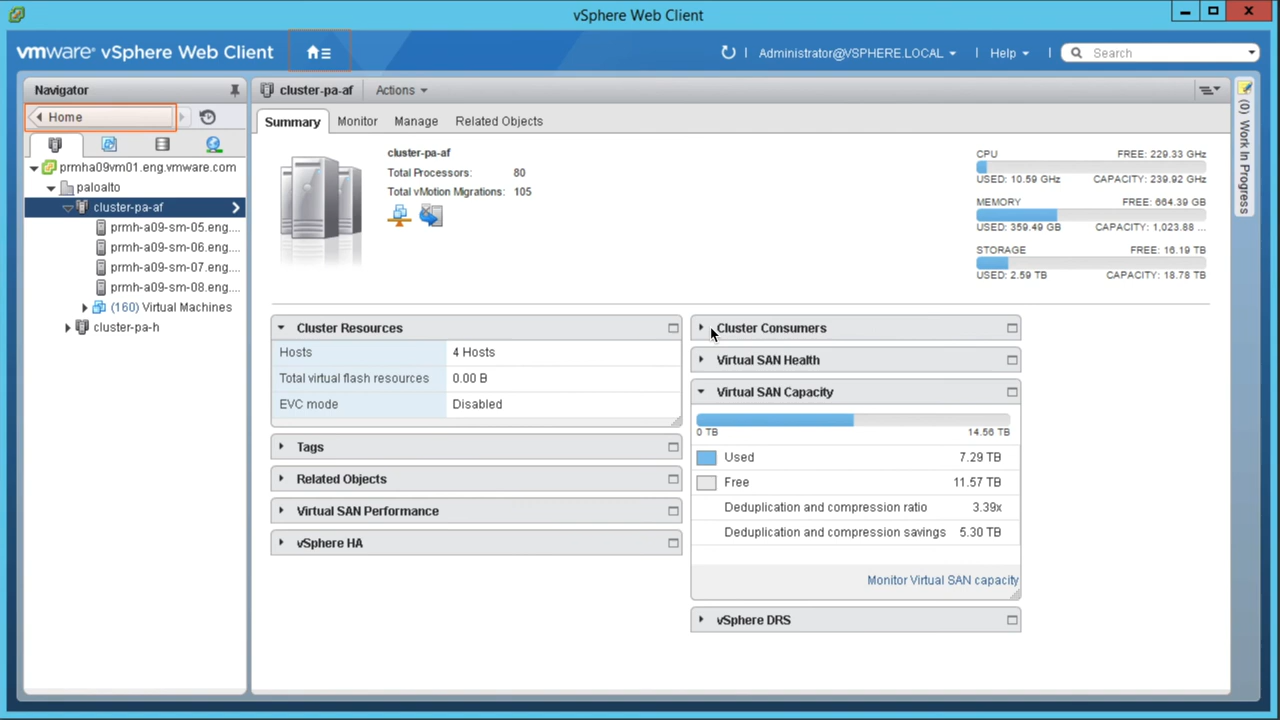 vSphere Web Client
vmware® vSphere Web Client
Administrator@VSPHERE.LOCAL
Help
Search
Navigator
Home
prmha09vm01.eng.vmware.com
paloalto
cluster-pa-af
prmh-a09-sm-05.eng....
prmh-a09-sm-06.eng....
prmh-a09-sm-07.eng....
prmh-a09-sm-08.eng....
(160) Virtual Machines
cluster-pa-h
cluster-pa-af Actions
Summary Monitor Manage Related Objects
cluster-pa-af
Total Processors: 80
Total vMotion Migrations: 105
CPU FREE: 229.33 GHz
USED: 10.59 GHz CAPACITY: 239.92 GHz
MEMORY FREE: 664.39 GB
USED: 359.49 GB CAPACITY: 1,023.88 ...
STORAGE FREE: 16.19 TB
USED: 2.59 TB CAPACITY: 18.78 TB
Cluster Resources
Hosts 4 Hosts
Total virtual flash resources 0.00 B
EVC mode Disabled
Tags
Related Objects
Virtual SAN Performance
vSphere HA
Cluster Consumers
Virtual SAN Health
Virtual SAN Capacity
0 TB 14.56 TB
Used 7.29 TB
Free 11.57 TB
Deduplication and compression ratio 3.39x
Deduplication and compression savings 5.30 TB
Monitor Virtual SAN capacity
vSphere DRS
(0) Work In Progress